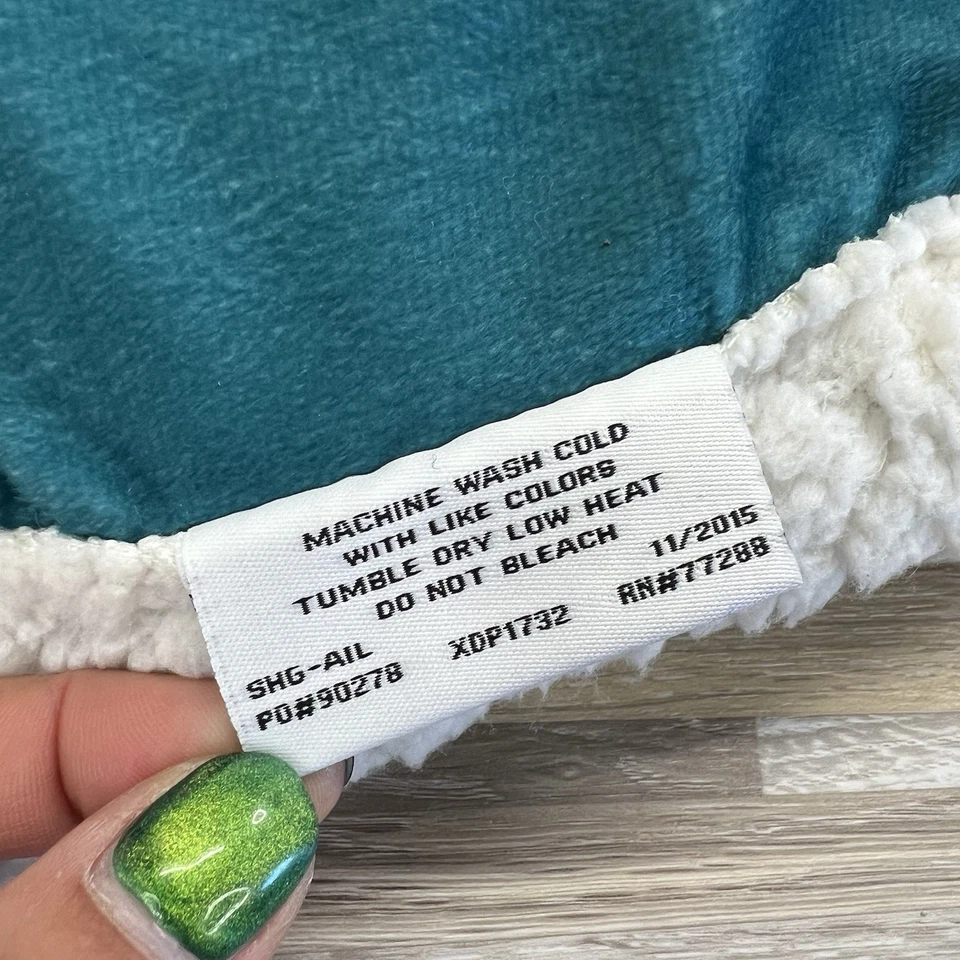 MACHINE WASH COLD
WITH LIKE COLORS
TUMBLE DRY LOW HEAT
DO NOT BLEACH
11/2015
SHG-AIL XDP1732 RN#77288
PO#90278